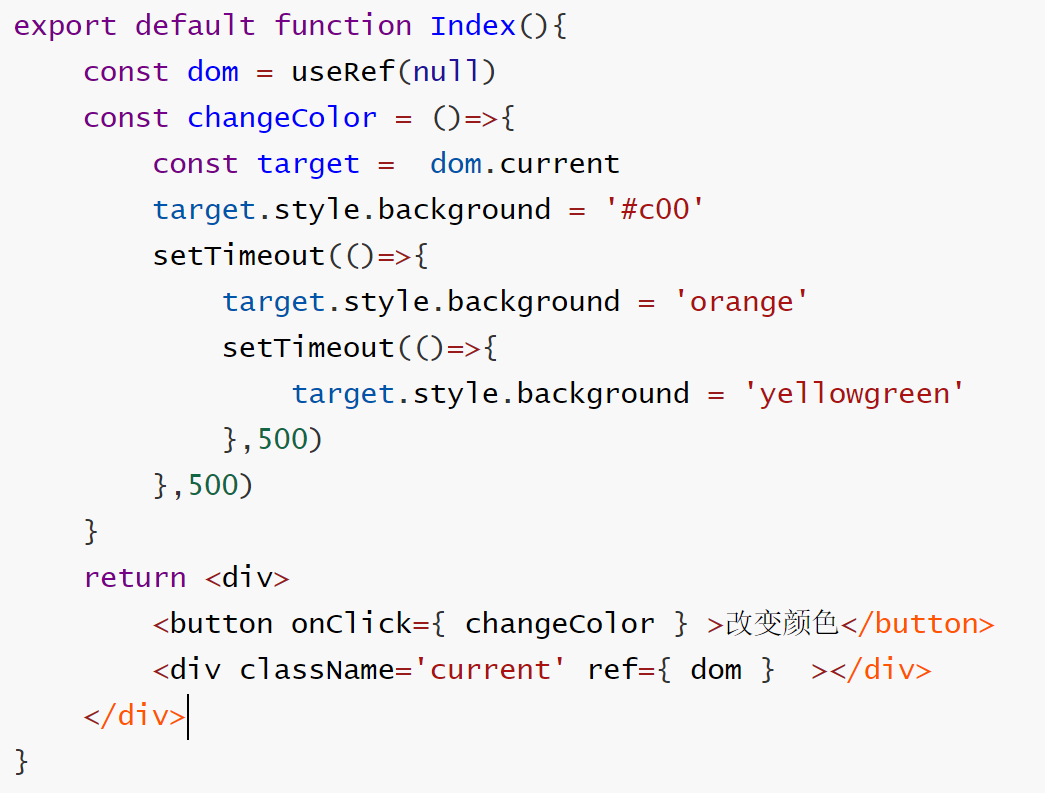 export default function Index(){
    const dom = useRef(null)
    const changeColor = ()=>{
        const target =  dom.current
        target.style.background = '#c00'
        setTimeout(()=>{
            target.style.background = 'orange'
            setTimeout(()=>{
                target.style.background = 'yellowgreen'
            },500)
        },500)
    }
    return <div>
        <button onClick={ changeColor } >改变颜色</button>
        <div className='current' ref={ dom }  ></div>
    </div>
}